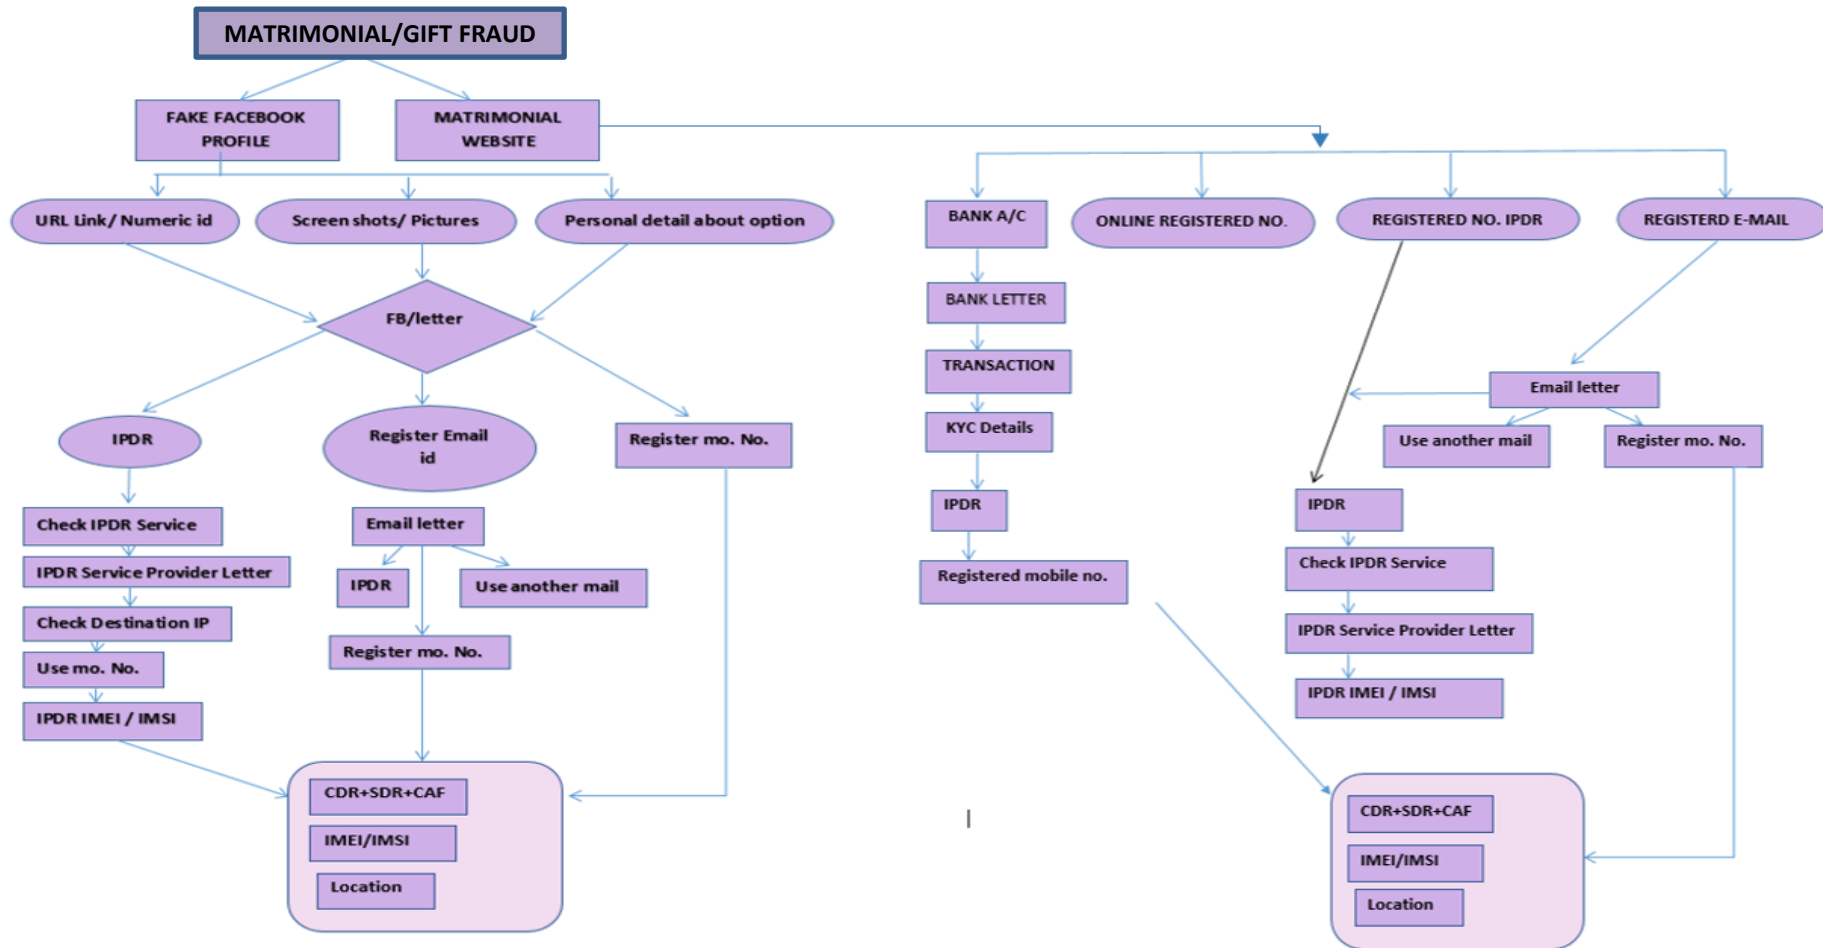 MATRIMONIAL/GIFT FRAUD
FAKE FACEBOOK
PROFILE
MATRIMONIAL
WEBSITE
URL Link/ Numeric id
Screen shots/ Pictures
Personal detail about option
BANK A/C
ONLINE REGISTERED NO.
REGISTERED NO. IPDR
REGISTERD E-MAIL
FB/letter
BANK LETTER
TRANSACTION
KYC Details
IPDR
Registered mobile no.
Email letter
Use another mail
Register mo. No.
IPDR
Check IPDR Service
IPDR Service Provider Letter
IPDR IMEI / IMSI
IPDR
Register Email
id
Register mo. No.
Check IPDR Service
IPDR Service Provider Letter
Check Destination IP
Use mo. No.
IPDR IMEI / IMSI
Email letter
IPDR
Use another mail
Register mo. No.
CDR+SDR+CAF
IMEI/IMSI
Location
CDR+SDR+CAF
IMEI/IMSI
Location